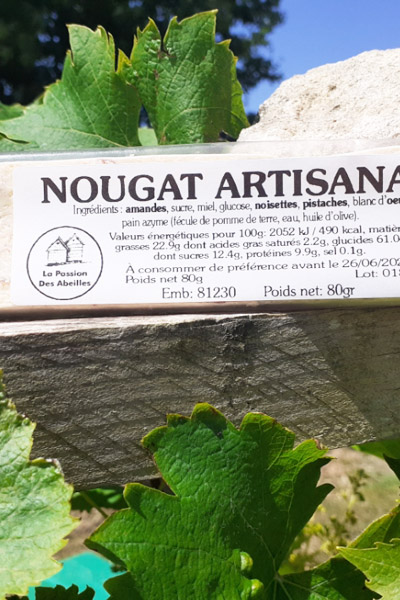 NOUGAT ARTISANA
Ingrédients : amandes, sucre, miel, glucose, noisettes, pistaches, blanc d'oe
pain azyme (fécule de pomme de terre, eau, huile d'olive).
Valeurs énergétiques pour 100g: 2052 kJ / 490 kcal, matiè
grasses 22.9g dont acides gras saturés 2.2g, glucides 61.0
dont sucres 12.4g, protéines 9.9g, sel 0.1g.
À consommer de préférence avant le 26/06/202
Poids net 80g
Lot: 018
Emb: 81230 Poids net: 80gr
La Passion
Des Abeilles